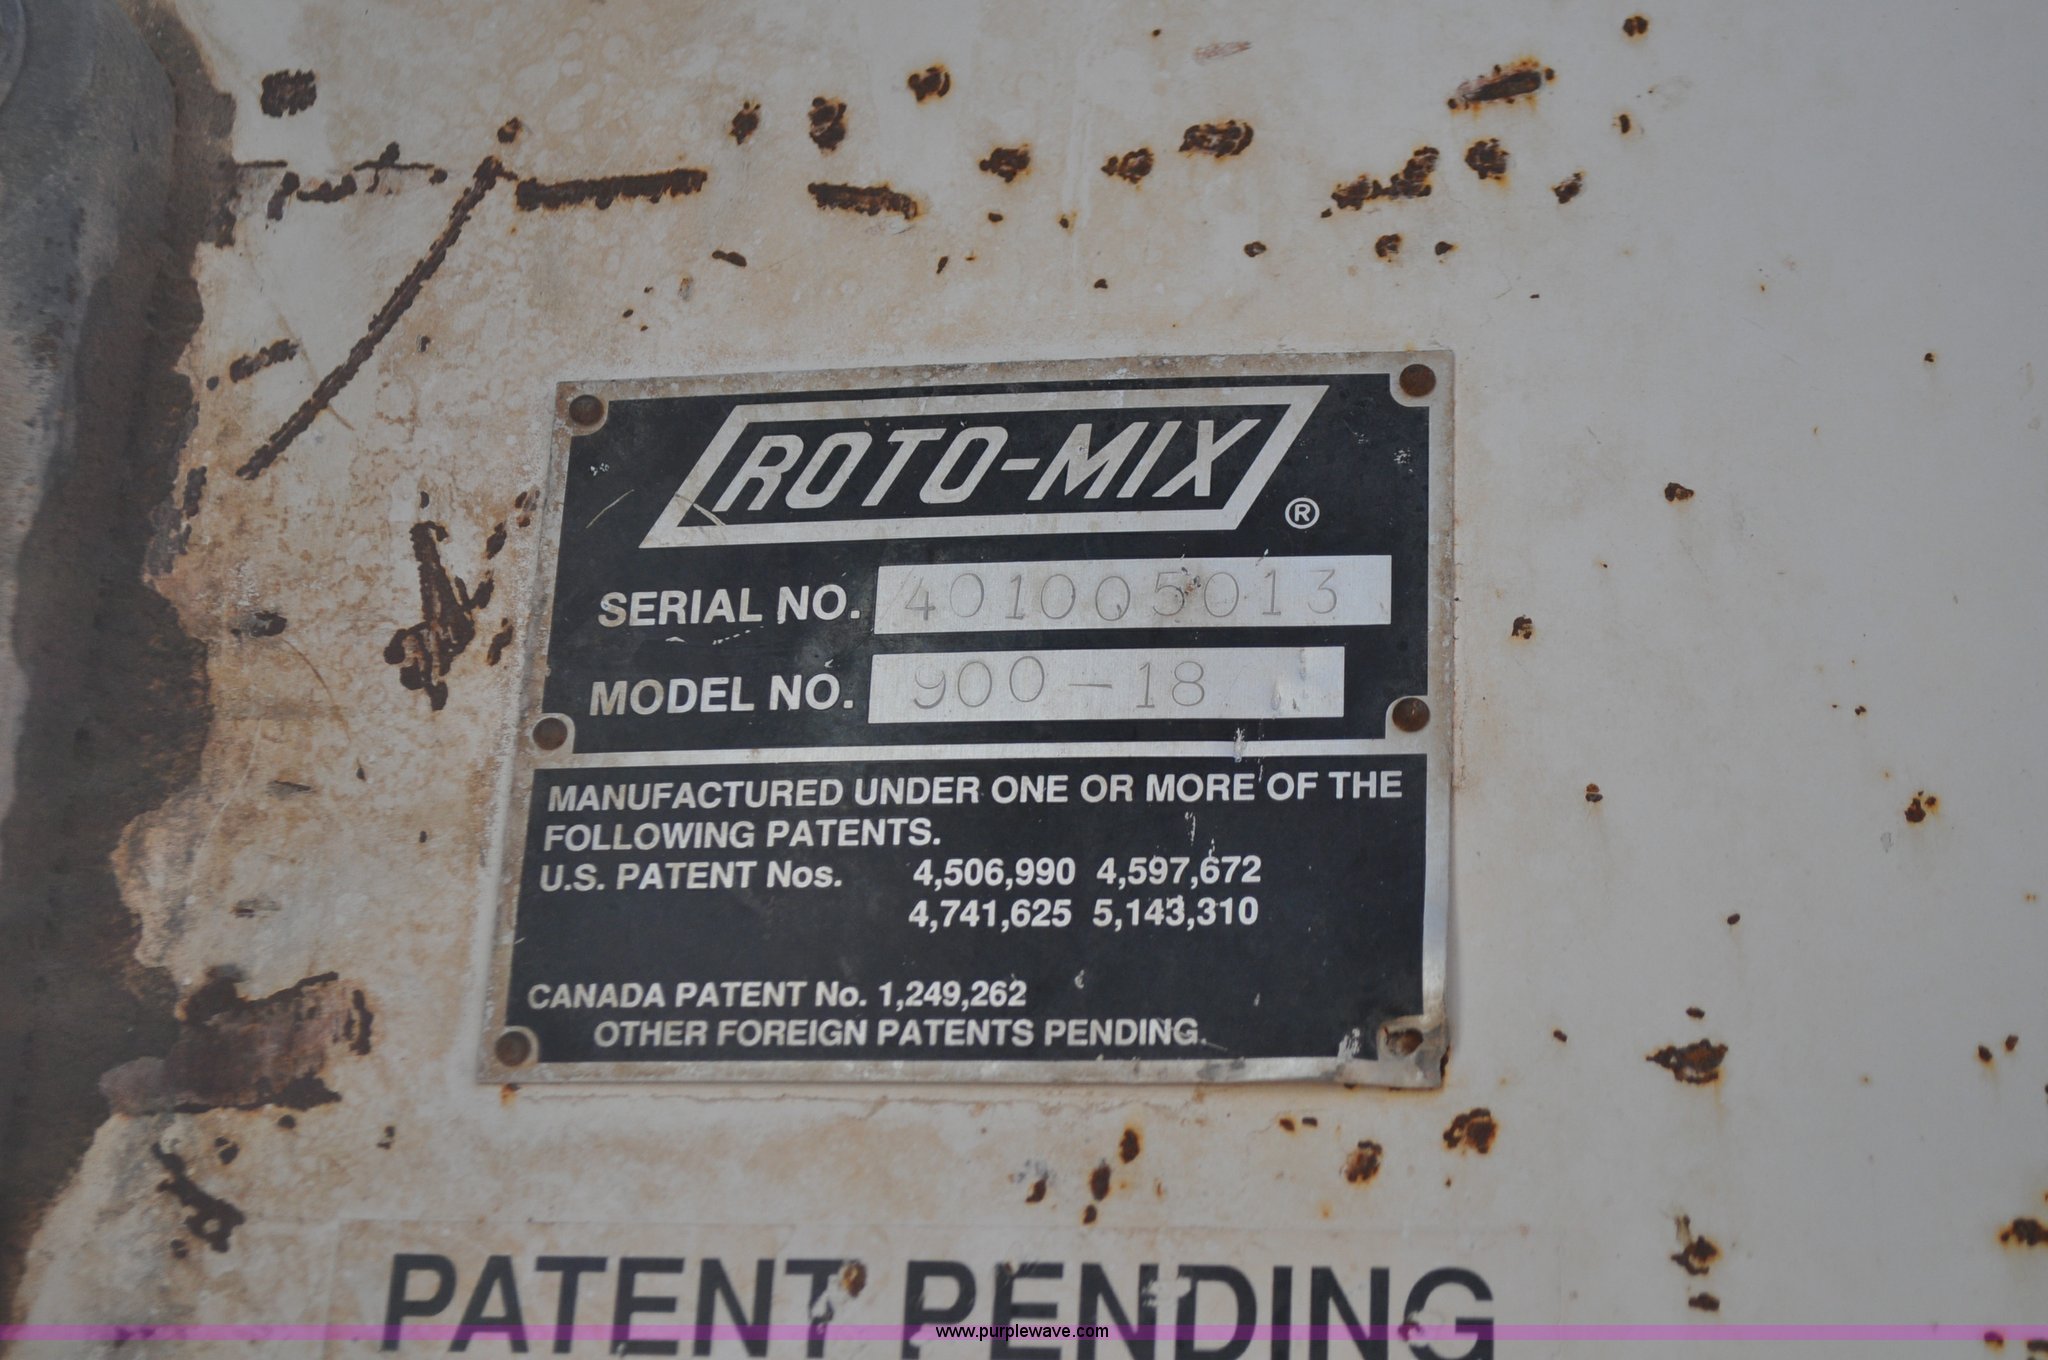 ROTO-MIX ®
SERIAL NO. 401005013
MODEL NO. 900-18
MANUFACTURED UNDER ONE OR MORE OF THE
FOLLOWING PATENTS.
U.S. PATENT Nos. 4,506,990 4,597,672
4,741,625 5,143,310
CANADA PATENT No. 1,249,262
OTHER FOREIGN PATENTS PENDING.
PATENT PENDING
www.purplewave.com